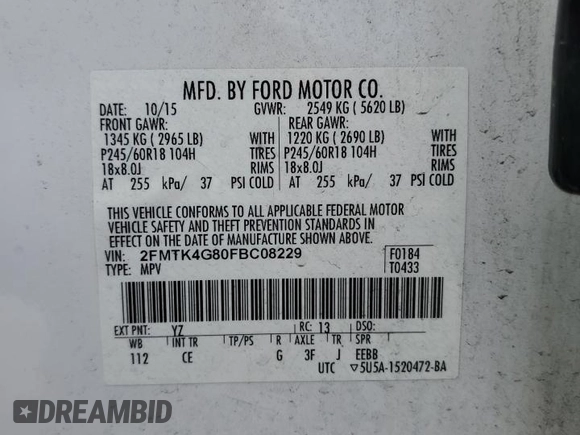 MFD. BY FORD MOTOR CO.
DATE: 10/15 GVWR: 2549 KG ( 5620 LB)
FRONT GAWR: REAR GAWR:
1345 KG ( 2965 LB) WITH 1220 KG ( 2690 LB) WITH
P245/60R18 104H TIRES P245/60R18 104H TIRES
18x8.0J RIMS 18x8.0J RIMS
AT 255 kPa/ 37 PSI COLD AT 255 kPa/ 37 PSI COLD
THIS VEHICLE CONFORMS TO ALL APPLICABLE FEDERAL MOTOR
VEHICLE SAFETY AND THEFT PREVENTION STANDARDS IN
EFFECT ON THE DATE OF MANUFACTURE SHOWN ABOVE.
VIN: 2FMTK4G80FBC08229 F0184
TYPE: MPV T0433
EXT PNT: YZ RC: 13 DSO:
WB INT TR TP/PS R AXLE TR SPR
112 CE G 3F J EEBB
UTC ▽5U5A-1520472-BA
DREAMBID